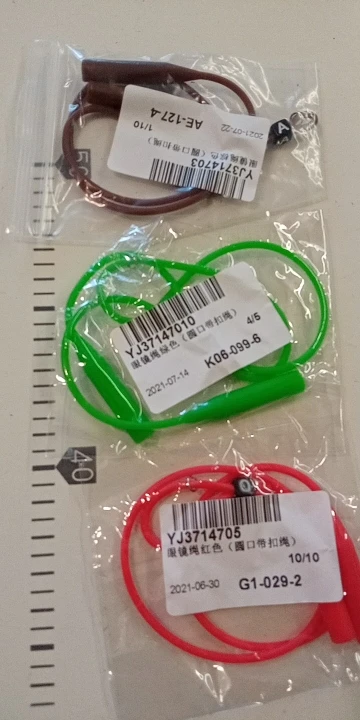 2021-07-22
AE-127-4
1/10
眼镜绳棕色（圆口带扣绳）
YJ3714703
A
50
YJ37147010
眼镜绳绿色（圆口带扣绳）
4/5
2021-07-14
K06-099-6
40
YJ3714705
眼镜绳红色（圆口带扣绳）
10/10
2021-06-30
G1-029-2